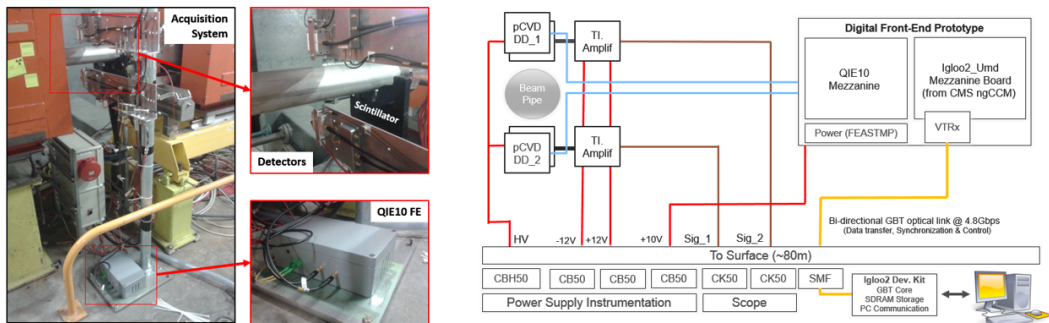 Acquisition
System
Scintillator
Detectors
QIE10 FE
pCVD
DD_1
TI.
Amplif
Beam
Pipe
pCVD
DD_2
TI.
Amplif
Digital Front-End Prototype
QIE10
Mezzanine
Igloo2_Umd
Mezzanine Board
(from CMS ngCCM)
Power (FEASTMP)
VTRx
Bi-directional GBT optical link @ 4.8Gbps
(Data transfer, Synchronization & Control)
HV
-12V
+12V
+10V
Sig_1
Sig_2
To Surface (~80m)
CBH50
CB50
CB50
CB50
CK50
CK50
SMF
Power Supply Instrumentation
Scope
Igloo2 Dev. Kit
GBT Core
SDRAM Storage
PC Communication